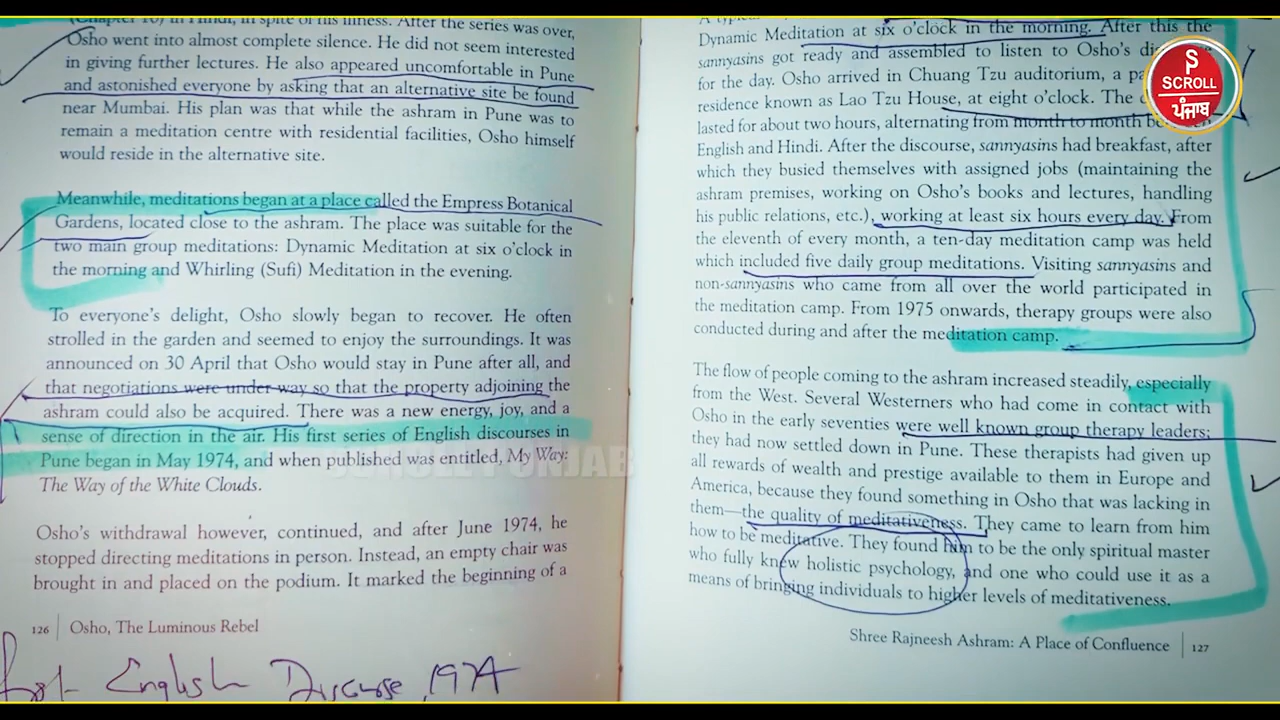 (Chapter 10) in Hindi, in spite of his illness. After the series was over,
Osho went into almost complete silence. He did not seem interested
in giving further lectures. He also appeared uncomfortable in Pune
and astonished everyone by asking that an alternative site be found
near Mumbai. His plan was that while the ashram in Pune was to
remain a meditation centre with residential facilities, Osho himself
would reside in the alternative site.
Meanwhile, meditations began at a place called the Empress Botanical
Gardens, located close to the ashram. The place was suitable for the
two main group meditations: Dynamic Meditation at six o'clock in
the morning and Whirling (Sufi) Meditation in the evening.
To everyone's delight, Osho slowly began to recover. He often
strolled in the garden and seemed to enjoy the surroundings. It was
announced on 30 April that Osho would stay in Pune after all, and
that negotiations were under way so that the property adjoining the
ashram could also be acquired. There was a new energy, joy, and a
sense of direction in the air. His first series of English discourses in
Pune began in May 1974, and when published was entitled, My Way:
The Way of the White Clouds.
Osho's withdrawal however, continued, and after June 1974, he
stopped directing meditations in person. Instead, an empty chair was
brought in and placed on the podium. It marked the beginning of a
126 | Osho, The Luminous Rebel
English Discourse 1974
A
Dynamic Meditation at six o'clock in the morning. After this the
sannyasins got ready and assembled to listen to Osho's
for the day. Osho arrived in Chuang Tzu auditorium, a
residence known as Lao Tzu House, at eight o'clock. The
lasted for about two hours, alternating from month to month
English and Hindi. After the discourse, sannyasins had breakfast, after
which they busied themselves with assigned jobs (maintaining the
ashram premises, working on Osho's books and lectures, handling
his public relations, etc.), working at least six hours every day. From
the eleventh of every month, a ten-day meditation camp was held
which included five daily group meditations. Visiting sannyasins and
non-sannyasins who came from all over the world participated in
the meditation camp. From 1975 onwards, therapy groups were also
conducted during and after the meditation camp.
The flow of people coming to the ashram increased steadily, especially
from the West. Several Westerners who had come in contact with
Osho in the early seventies were well known group therapy leaders;
they had now settled down in Pune. These therapists had given up
all rewards of wealth and prestige available to them in Europe and
America, because they found something in Osho that was lacking in
them—the quality of meditativeness. They came to learn from him
how to be meditative. They found him to be the only spiritual master
who fully knew holistic psychology, and one who could use it as a
means of bringing individuals to higher levels of meditativeness.
Shree Rajneesh Ashram: A Place of Confluence | 127
SP
SCROLL
ਪੰਜਾਬ